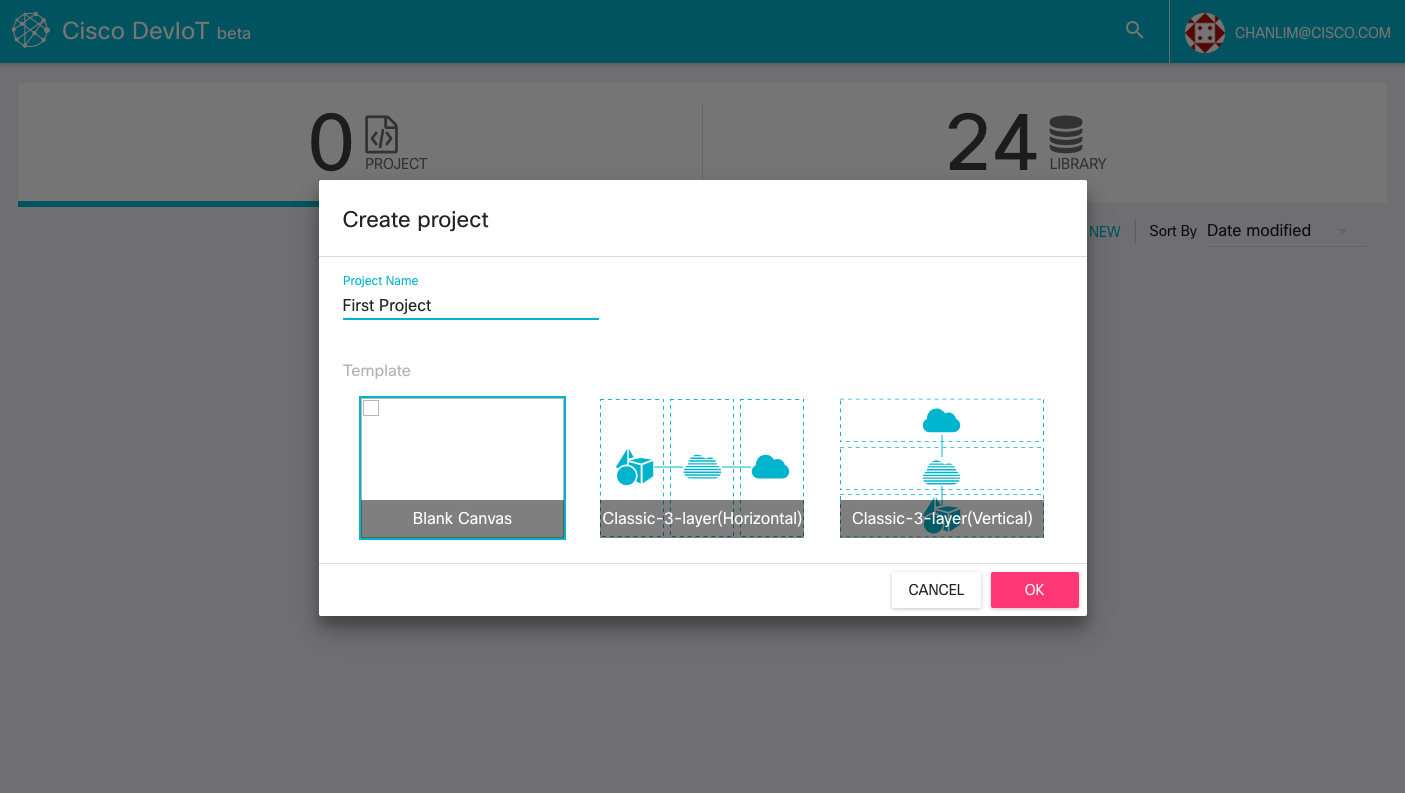 Cisco DevIoT beta
CHANLIM@CISCO.COM
0 PROJECT
24 LIBRARY
NEW
Sort By Date modified
Create project
Project Name
First Project
Template
Blank Canvas
Classic-3-layer(Horizontal)
Classic-3-layer(Vertical)
CANCEL
OK